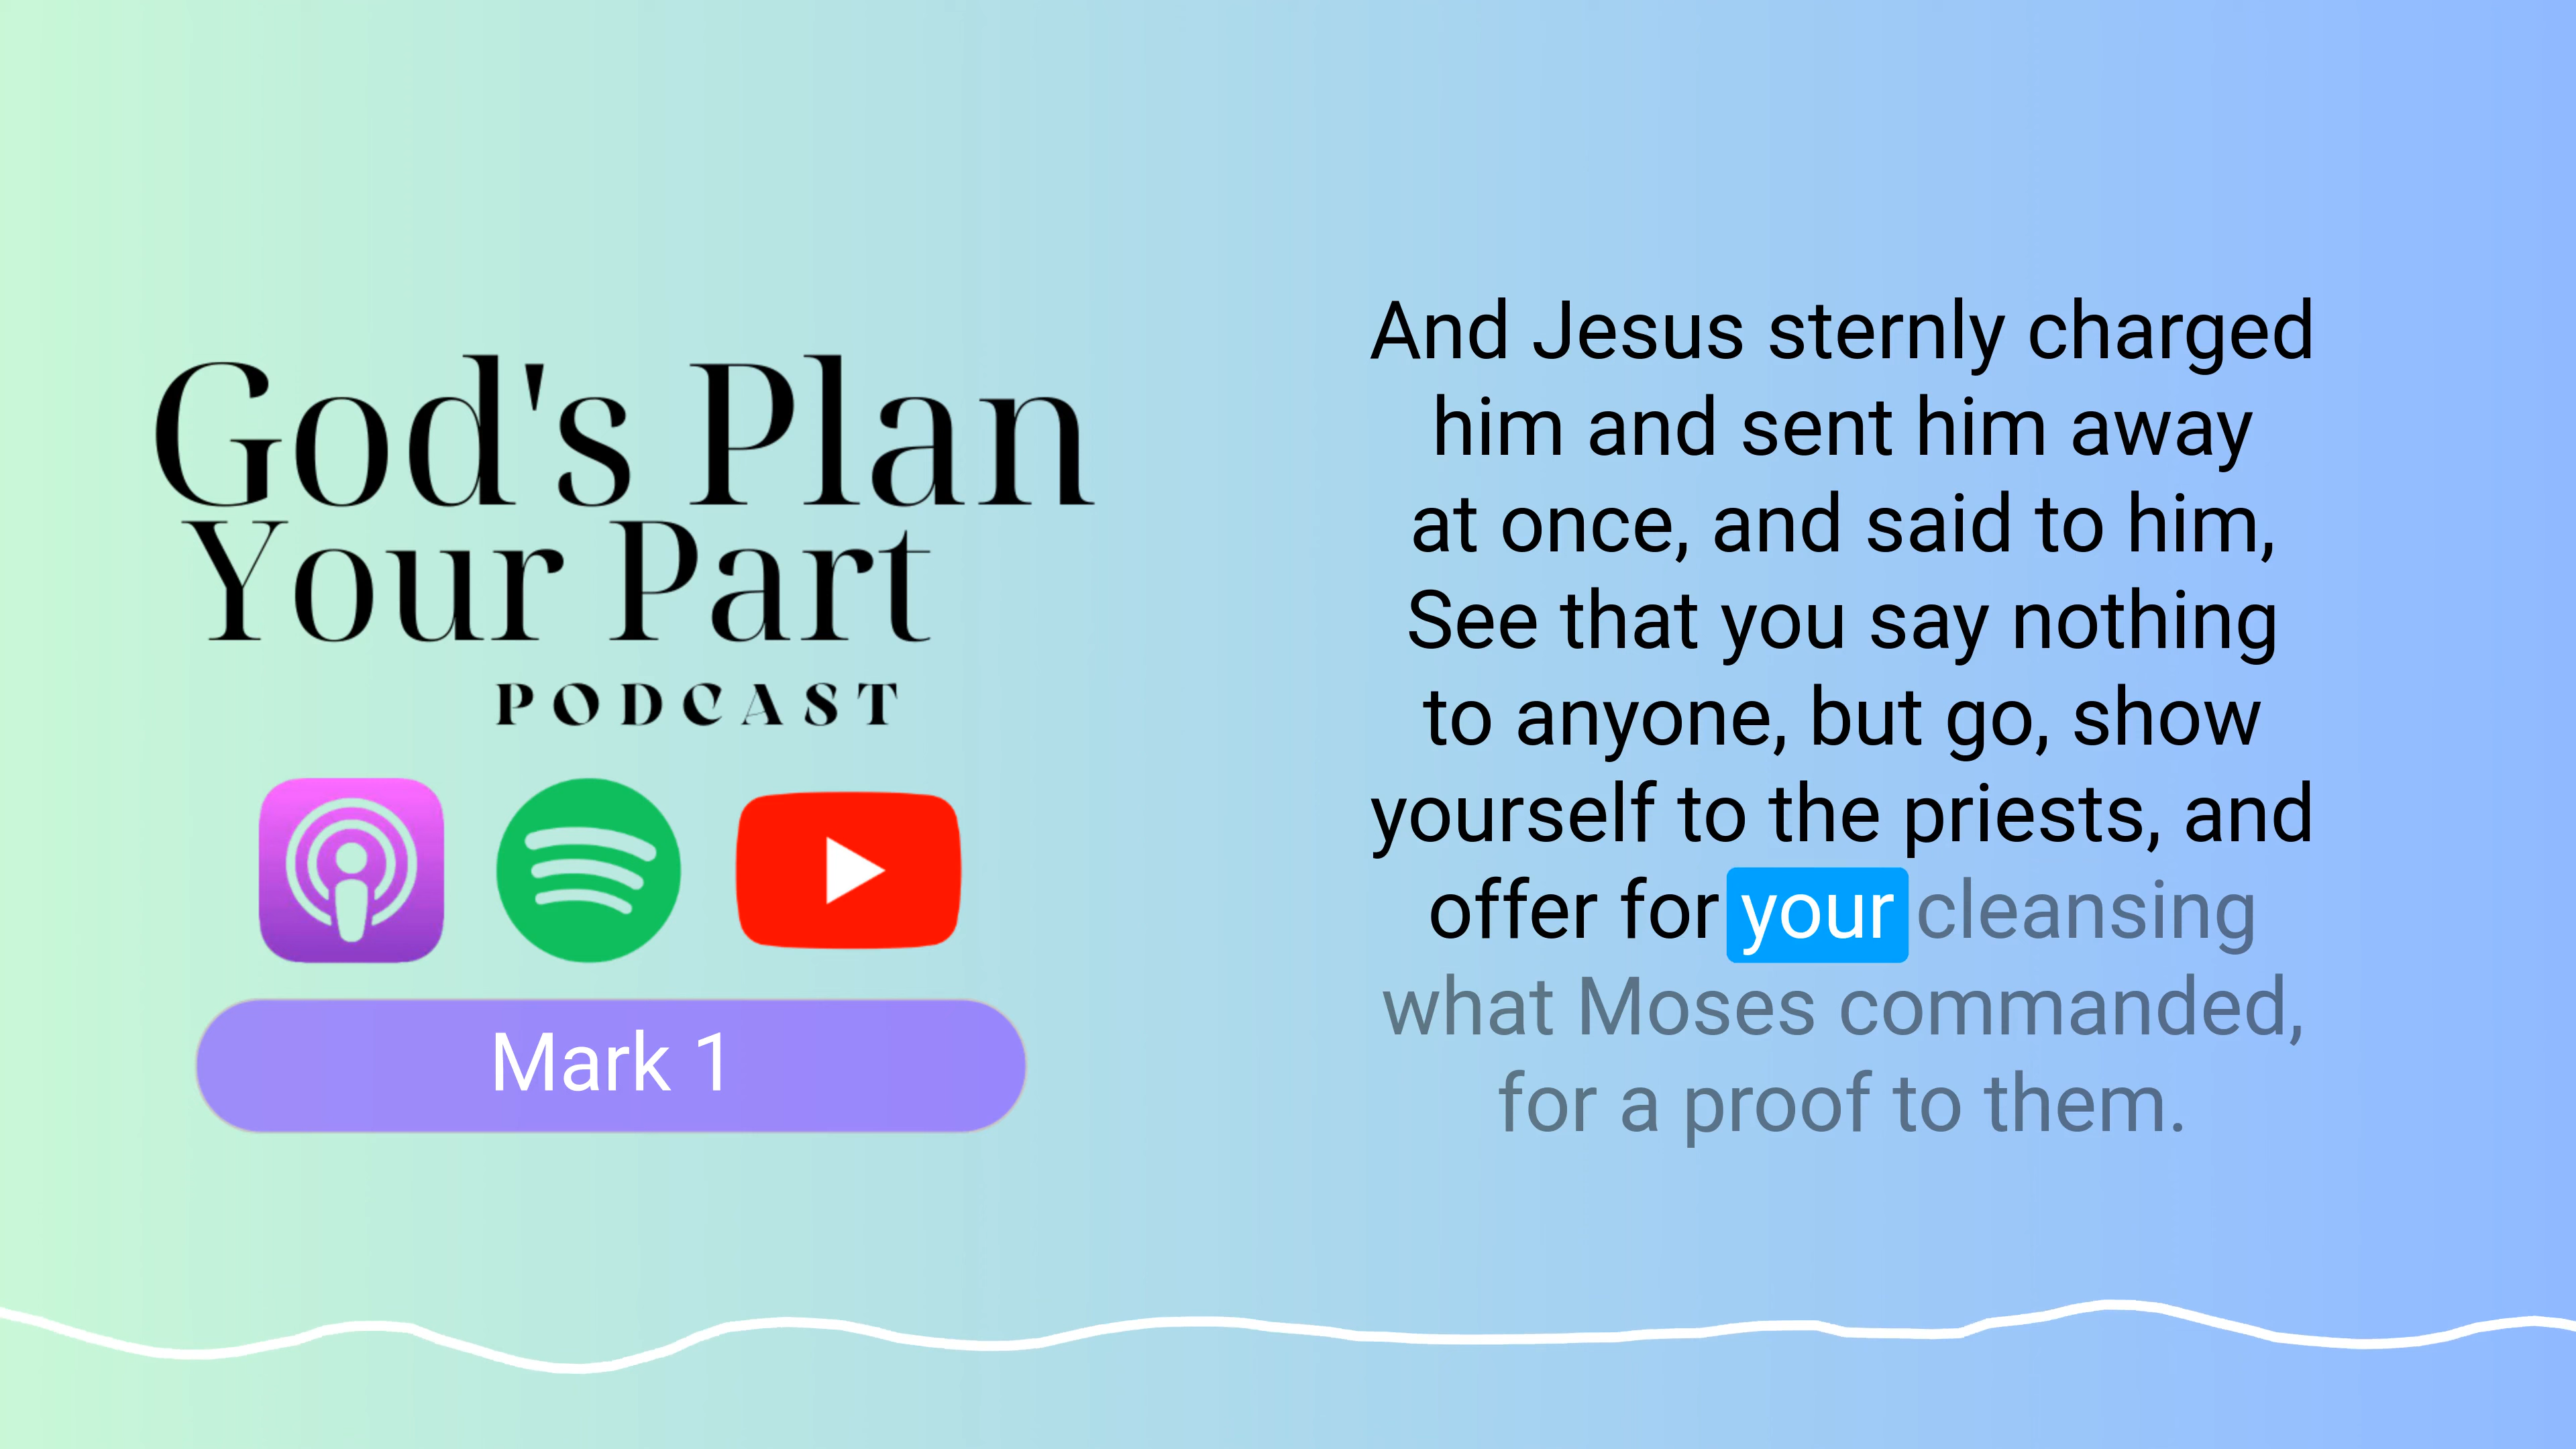 God's Plan
Your Part
PODCAST
Mark 1
And Jesus sternly charged
him and sent him away
at once, and said to him,
See that you say nothing
to anyone, but go, show
yourself to the priests, and
offer for your cleansing
what Moses commanded,
for a proof to them.